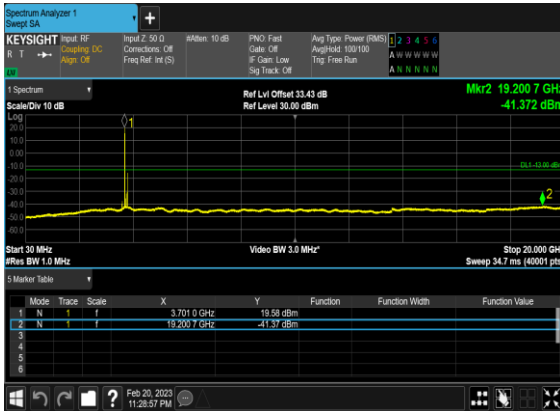 Spectrum Analyzer 1
Swept SA
+
KEYSIGHT Input: RF Input Z: 50 Ω #Atten: 10 dB PNO: Fast Avg Type: Power (RMS) 1 2 3 4 5 6
R T Coupling: DC Corrections: Off Gate: Off Avg|Hold: 100/100 A W W W W W
Align: Off Freq Ref: Int (S) IF Gain: Low Trig: Free Run A N N N N N
Sig Track: Off
1 Spectrum Ref Lvl Offset 33.43 dB Mkr2 19.200 7 GHz
Scale/Div 10 dB Ref Level 30.00 dBm -41.372 dBm
Log
1
20.0
10.0
0.00
-10.0
DL1 -13.00 dBm
-20.0
-30.0
2
-40.0
-50.0
-60.0
Start 30 MHz Video BW 3.0 MHz* Stop 20.000 GHz
#Res BW 1.0 MHz Sweep 34.7 ms (40001 pts)
5 Marker Table
Mode Trace Scale X Y Function Function Width Function Value
1 N 1 f 3.701 0 GHz 19.58 dBm
2 N 1 f 19.200 7 GHz -41.37 dBm
3
4
5
6
? Feb 20, 2023
11:28:57 PM